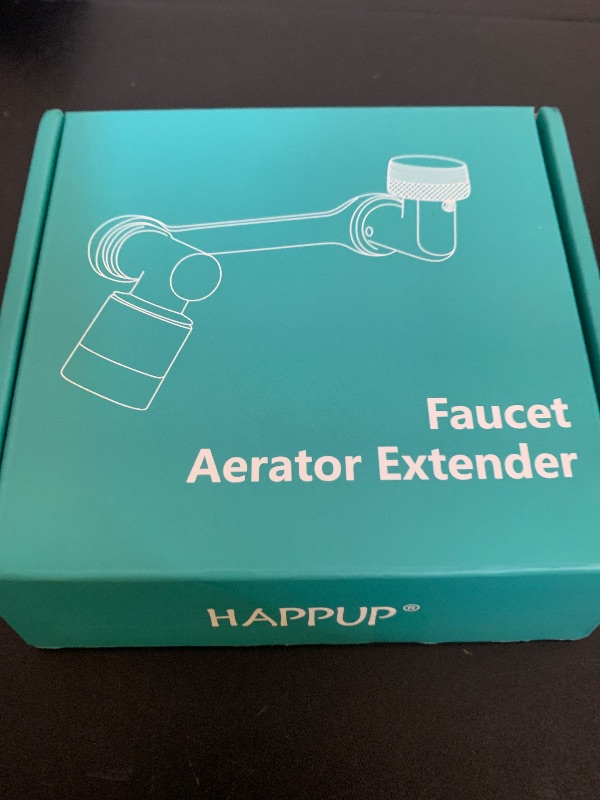 Faucet
Aerator Extender
HAPPUP®